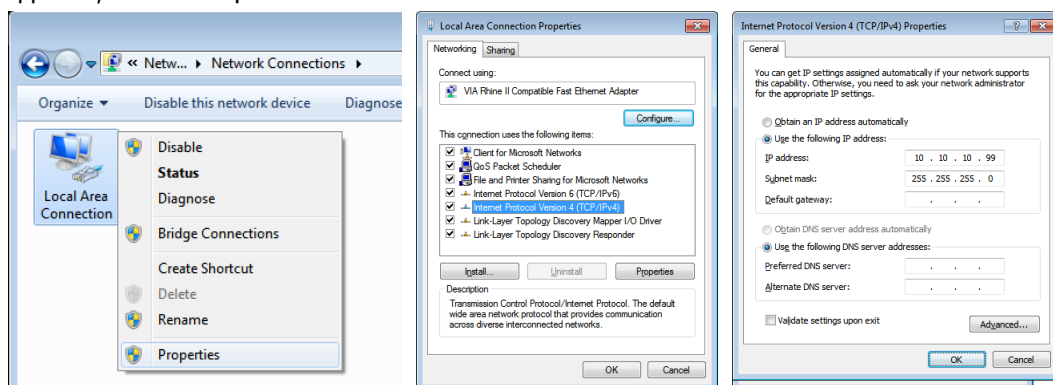 « Netw... ▸ Network Connections ▸
Organize ▾ Disable this network device Diagnose
Local Area
Connection
Disable
Status
Diagnose
Bridge Connections
Create Shortcut
Delete
Rename
Properties
Local Area Connection Properties
Networking Sharing
Connect using:
VIA Rhine II Compatible Fast Ethernet Adapter
Configure...
This connection uses the following items:
Client for Microsoft Networks
QoS Packet Scheduler
File and Printer Sharing for Microsoft Networks
Internet Protocol Version 6 (TCP/IPv6)
Internet Protocol Version 4 (TCP/IPv4)
Link-Layer Topology Discovery Mapper I/O Driver
Link-Layer Topology Discovery Responder
Install... Uninstall Properties
Description
Transmission Control Protocol/Internet Protocol. The default
wide area network protocol that provides communication
across diverse interconnected networks.
OK Cancel
Internet Protocol Version 4 (TCP/IPv4) Properties
General
You can get IP settings assigned automatically if your network supports
this capability. Otherwise, you need to ask your network administrator
for the appropriate IP settings.
Obtain an IP address automatically
Use the following IP address:
IP address: 10 . 10 . 10 . 99
Subnet mask: 255 . 255 . 255 . 0
Default gateway: . . .
Obtain DNS server address automatically
Use the following DNS server addresses:
Preferred DNS server: . . .
Alternate DNS server: . . .
Validate settings upon exit
Advanced...
OK Cancel